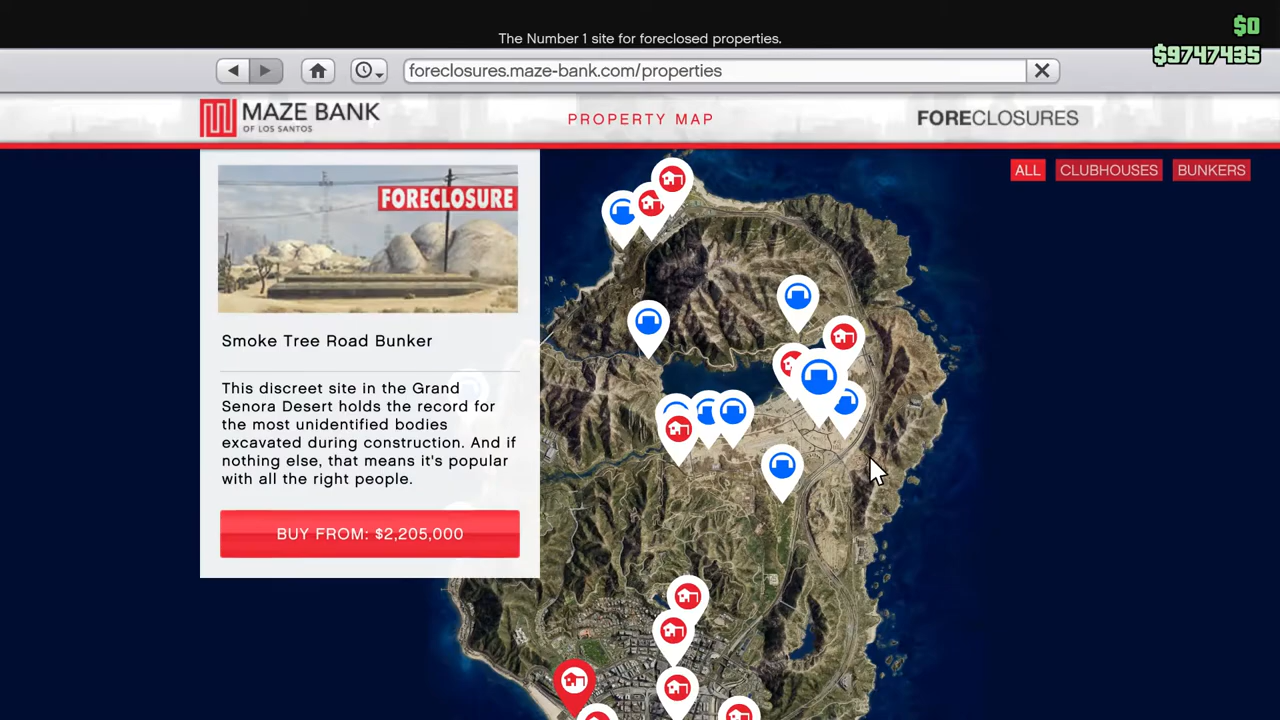 $0
The Number 1 site for foreclosed properties.
$9747435
foreclosures.maze-bank.com/properties
MAZE BANK
OF LOS SANTOS
PROPERTY MAP
FORECLOSURES
ALL
CLUBHOUSES
BUNKERS
FORECLOSURE
Smoke Tree Road Bunker
This discreet site in the Grand
Senora Desert holds the record for
the most unidentified bodies
excavated during construction. And if
nothing else, that means it's popular
with all the right people.
BUY FROM: $2,205,000